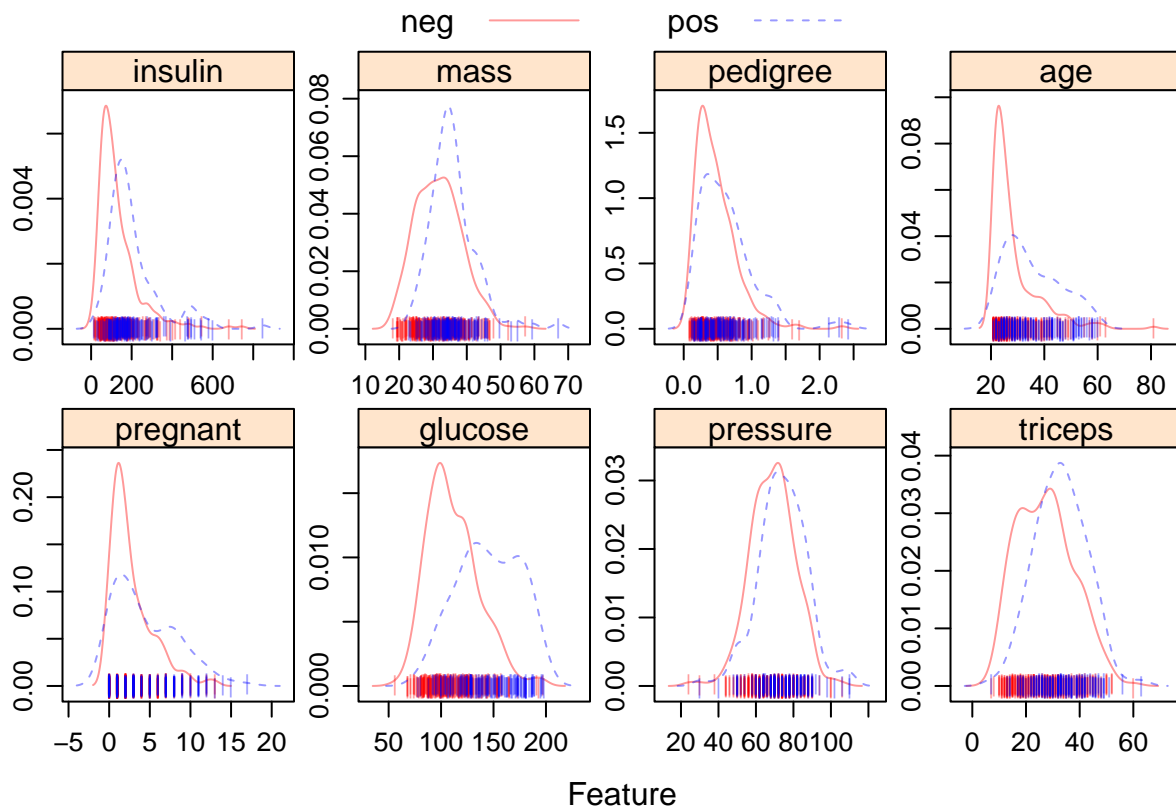 neg pos
insulin mass pedigree age
0.000 0.004
0.00 0.02 0.04 0.06 0.08
0.0 0.5 1.0 1.5
0.00 0.04 0.08
0 200 600
10 20 30 40 50 60 70
0.0 1.0 2.0
20 40 60 80
pregnant glucose pressure triceps
0.00 0.10 0.20
0.000 0.010
0.00 0.01 0.02 0.03
0.00 0.01 0.02 0.03 0.04
−5 0 5 10 15 20
50 100 150 200
20 40 60 80 100
0 20 40 60
Feature